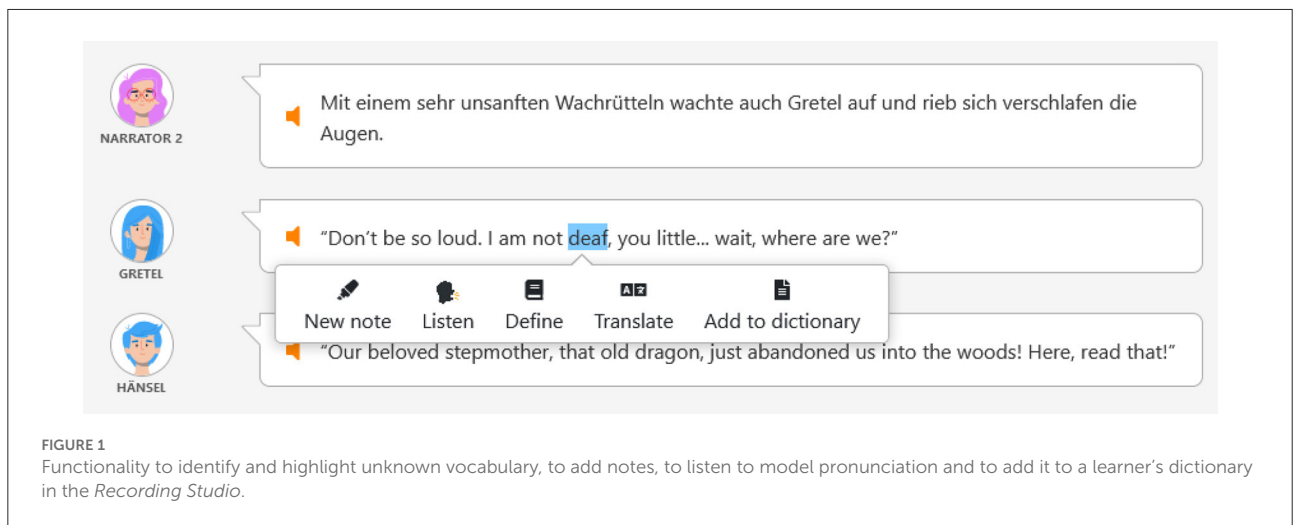 Mit einem sehr unsanften Wachrütteln wachte auch Gretel auf und rieb sich verschlafen die
Augen.
NARRATOR 2
“Don’t be so loud. I am not deaf, you little... wait, where are we?”
GRETEL
New note
Listen
Define
Translate
Add to dictionary
“Our beloved stepmother, that old dragon, just abandoned us into the woods! Here, read that!”
HÄNSEL
FIGURE 1
Functionality to identify and highlight unknown vocabulary, to add notes, to listen to model pronunciation and to add it to a learner’s dictionary
in the Recording Studio.